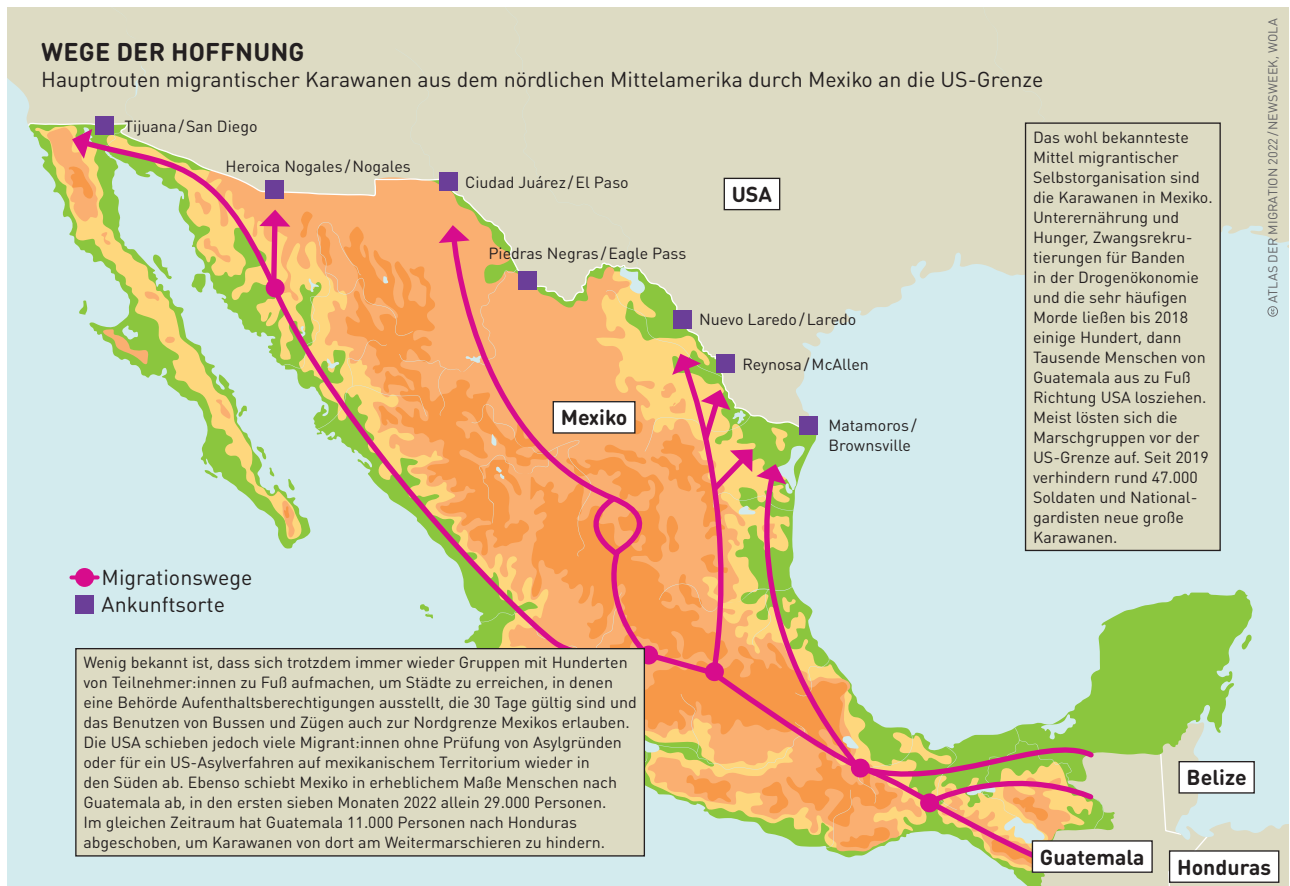 WEGE DER HOFFNUNG
Hauptrouten migrantischer Karawanen aus dem nördlichen Mittelamerika durch Mexiko an die US-Grenze
Tijuana/San Diego
Heroica Nogales/Nogales
Ciudad Juárez/El Paso
USA
Piedras Negras/Eagle Pass
Nuevo Laredo/Laredo
Reynosa/McAllen
Mexiko
Matamoros/
Brownsville
Das wohl bekannteste
Mittel migrantischer
Selbstorganisation sind
die Karawanen in Mexiko.
Unterernährung und
Hunger, Zwangsrekru-
tierungen für Banden
in der Drogenökonomie
und die sehr häufigen
Morde ließen bis 2018
einige Hundert, dann
Tausende Menschen von
Guatemala aus zu Fuß
Richtung USA losziehen.
Meist lösten sich die
Marschgruppen vor der
US-Grenze auf. Seit 2019
verhindern rund 47.000
Soldaten und National-
gardisten neue große
Karawanen.
Migrationswege
Ankunftsorte
Wenig bekannt ist, dass sich trotzdem immer wieder Gruppen mit Hunderten
von Teilnehmer:innen zu Fuß aufmachen, um Städte zu erreichen, in denen
eine Behörde Aufenthaltsberechtigungen ausstellt, die 30 Tage gültig sind und
das Benutzen von Bussen und Zügen auch zur Nordgrenze Mexikos erlauben.
Die USA schieben jedoch viele Migrant:innen ohne Prüfung von Asylgründen
oder für ein US-Asylverfahren auf mexikanischem Territorium wieder in
den Süden ab. Ebenso schiebt Mexiko in erheblichem Maße Menschen nach
Guatemala ab, in den ersten sieben Monaten 2022 allein 29.000 Personen.
Im gleichen Zeitraum hat Guatemala 11.000 Personen nach Honduras
abgeschoben, um Karawanen von dort am Weitermarschieren zu hindern.
Belize
Guatemala
Honduras
🅭 ATLAS DER MIGRATION 2022/NEWSWEEK, WOLA